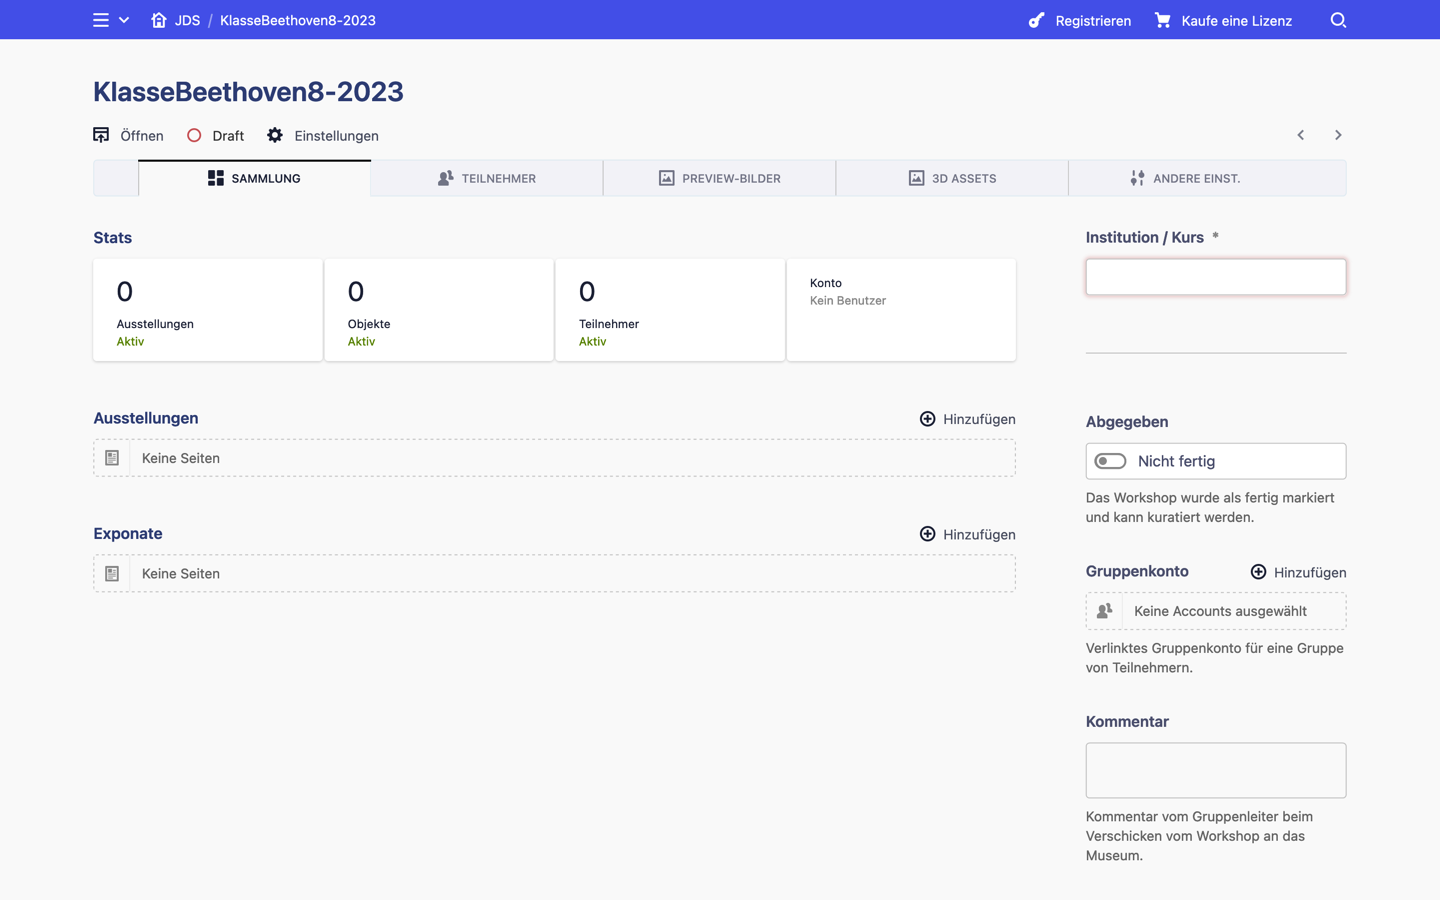 JDS / KlasseBeethoven8-2023
Registrieren
Kaufe eine Lizenz
KlasseBeethoven8-2023
Öffnen
Draft
Einstellungen
SAMMLUNG
TEILNEHMER
PREVIEW-BILDER
3D ASSETS
ANDERE EINST.
Stats
0
Ausstellungen
Aktiv
0
Objekte
Aktiv
0
Teilnehmer
Aktiv
Konto
Kein Benutzer
Ausstellungen
Hinzufügen
Keine Seiten
Exponate
Hinzufügen
Keine Seiten
Institution / Kurs *
Abgegeben
Nicht fertig
Das Workshop wurde als fertig markiert
und kann kuratiert werden.
Gruppenkonto
Hinzufügen
Keine Accounts ausgewählt
Verlinktes Gruppenkonto für eine Gruppe
von Teilnehmern.
Kommentar
Kommentar vom Gruppenleiter beim
Verschicken vom Workshop an das
Museum.